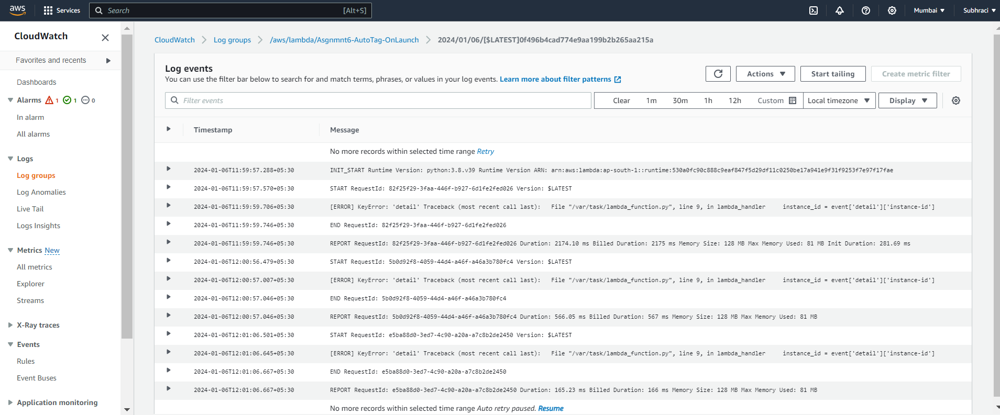 aws Services Search [Alt+S] Mumbai Subhraci
CloudWatch
Favorites and recents
Dashboards
Alarms 1 1 0
In alarm
All alarms
Logs
Log groups
Log Anomalies
Live Tail
Logs Insights
Metrics New
All metrics
Explorer
Streams
X-Ray traces
Events
Rules
Event Buses
Application monitoring
CloudWatch Log groups /aws/lambda/Asgnmnt6-AutoTag-OnLaunch 2024/01/06/[$LATEST]0f496b4cad774e9aa199b2b265aa215a
Log events
You can use the filter bar below to search for and match terms, phrases, or values in your log events. Learn more about filter patterns
Actions Start tailing Create metric filter
Filter events Clear 1m 30m 1h 12h Custom Local timezone Display
Timestamp Message
No more records within selected time range Retry
2024-01-06T11:59:57.288+05:30 INIT_START Runtime Version: python:3.8.v39 Runtime Version ARN: arn:aws:lambda:ap-south-1::runtime:530a0fc90c888c9eaf847f5d29df11c0250be17a941e9f31f9253f7e97f17fae
2024-01-06T11:59:57.570+05:30 START RequestId: 82f25f29-3faa-446f-b927-6d1fe2fed026 Version: $LATEST
2024-01-06T11:59:59.706+05:30 [ERROR] KeyError: 'detail' Traceback (most recent call last): File "/var/task/lambda_function.py", line 9, in lambda_handler instance_id = event['detail']['instance-id']
2024-01-06T11:59:59.746+05:30 END RequestId: 82f25f29-3faa-446f-b927-6d1fe2fed026
2024-01-06T11:59:59.746+05:30 REPORT RequestId: 82f25f29-3faa-446f-b927-6d1fe2fed026 Duration: 2174.10 ms Billed Duration: 2175 ms Memory Size: 128 MB Max Memory Used: 81 MB Init Duration: 281.69 ms
2024-01-06T12:00:56.479+05:30 START RequestId: 5b0d92f8-4059-44d4-a46f-a46a3b780fc4 Version: $LATEST
2024-01-06T12:00:57.007+05:30 [ERROR] KeyError: 'detail' Traceback (most recent call last): File "/var/task/lambda_function.py", line 9, in lambda_handler instance_id = event['detail']['instance-id']
2024-01-06T12:00:57.046+05:30 END RequestId: 5b0d92f8-4059-44d4-a46f-a46a3b780fc4
2024-01-06T12:00:57.046+05:30 REPORT RequestId: 5b0d92f8-4059-44d4-a46f-a46a3b780fc4 Duration: 566.05 ms Billed Duration: 567 ms Memory Size: 128 MB Max Memory Used: 81 MB
2024-01-06T12:01:06.501+05:30 START RequestId: e5ba88d0-3ed7-4c90-a20a-a7c8b2de2450 Version: $LATEST
2024-01-06T12:01:06.645+05:30 [ERROR] KeyError: 'detail' Traceback (most recent call last): File "/var/task/lambda_function.py", line 9, in lambda_handler instance_id = event['detail']['instance-id']
2024-01-06T12:01:06.667+05:30 END RequestId: e5ba88d0-3ed7-4c90-a20a-a7c8b2de2450
2024-01-06T12:01:06.667+05:30 REPORT RequestId: e5ba88d0-3ed7-4c90-a20a-a7c8b2de2450 Duration: 165.23 ms Billed Duration: 166 ms Memory Size: 128 MB Max Memory Used: 81 MB
No more records within selected time range Auto retry paused. Resume